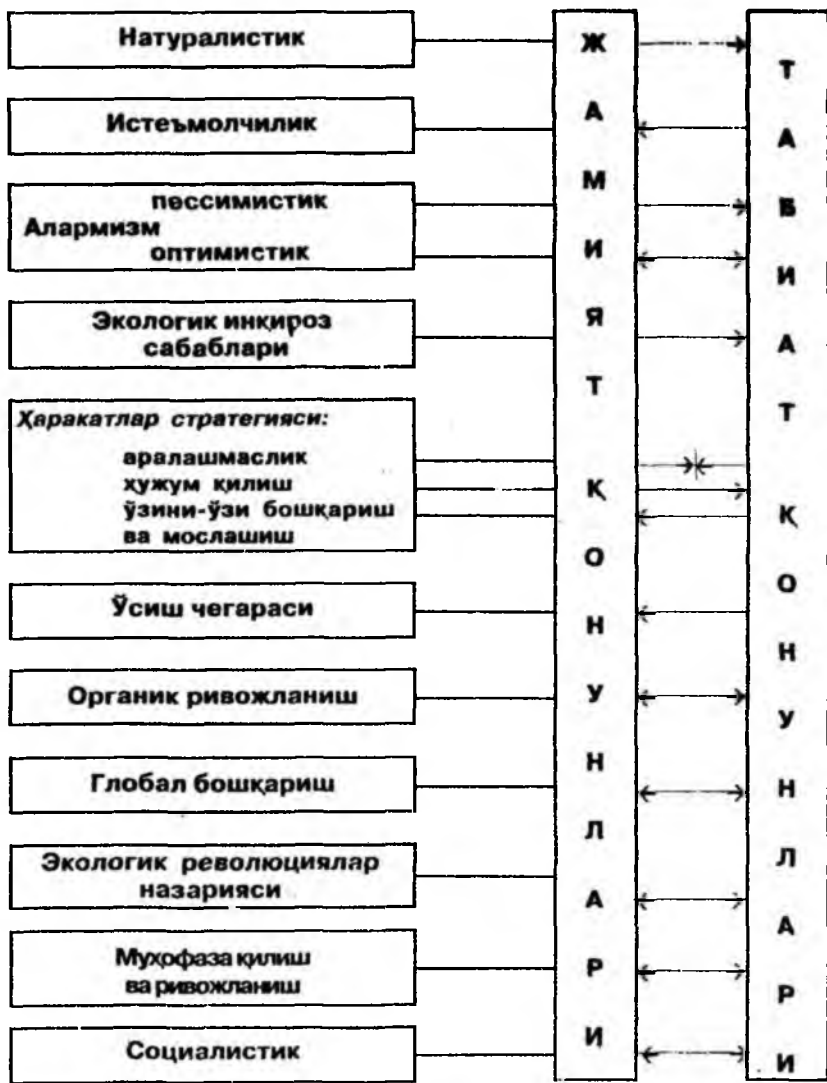 Натуралистик
Истеъмолчилик
пессимистик
Алармизм
оптимистик
Экологик инқироз
сабаблари
Ҳаракатлар стратегияси:
аралашмаслик
ҳужум қилиш
ўзини-ўзи бошқариш
ва мослашиш
Ўсиш чегараси
Органик ривожланиш
Глобал бошқариш
Экологик революциялар
назарияси
Муҳофаза қилиш
ва ривожланиш
Социалистик
ЖАМИЯТ ҚОНУНЛАРИ
ТАБИАТ ҚОНУНЛАРИ